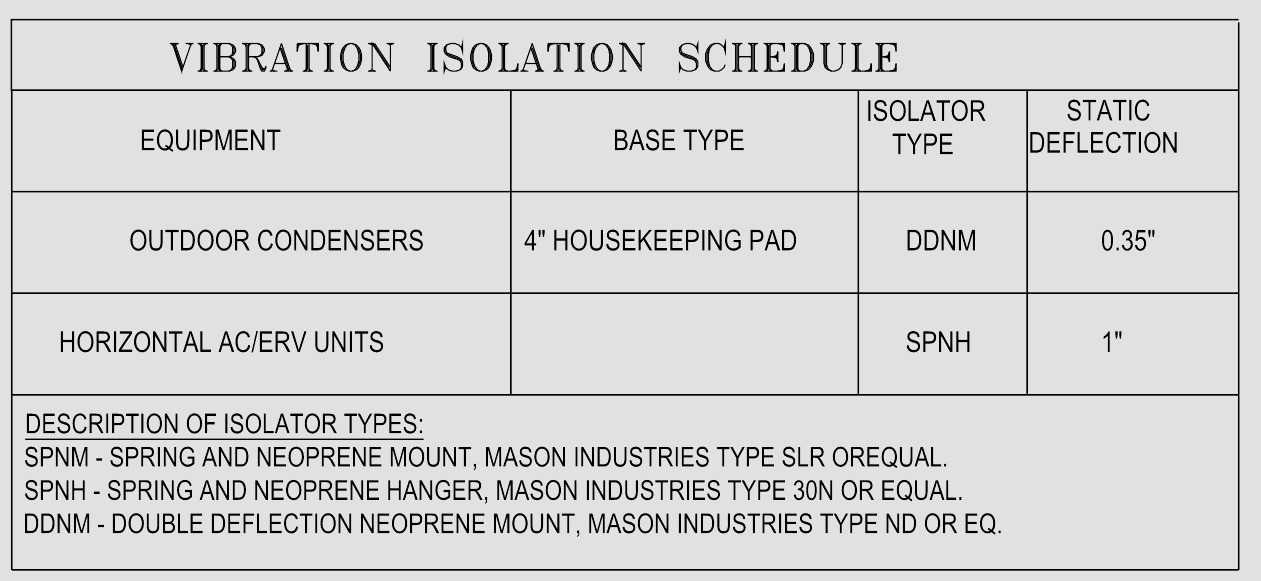 VIBRATION ISOLATION SCHEDULE
EQUIPMENT BASE TYPE ISOLATOR TYPE STATIC DEFLECTION
OUTDOOR CONDENSERS 4" HOUSEKEEPING PAD DDNM 0.35"
HORIZONTAL AC/ERV UNITS SPNH 1"
DESCRIPTION OF ISOLATOR TYPES:
SPNM - SPRING AND NEOPRENE MOUNT, MASON INDUSTRIES TYPE SLR OREQUAL.
SPNH - SPRING AND NEOPRENE HANGER, MASON INDUSTRIES TYPE 30N OR EQUAL.
DDNM - DOUBLE DEFLECTION NEOPRENE MOUNT, MASON INDUSTRIES TYPE ND OR EQ.